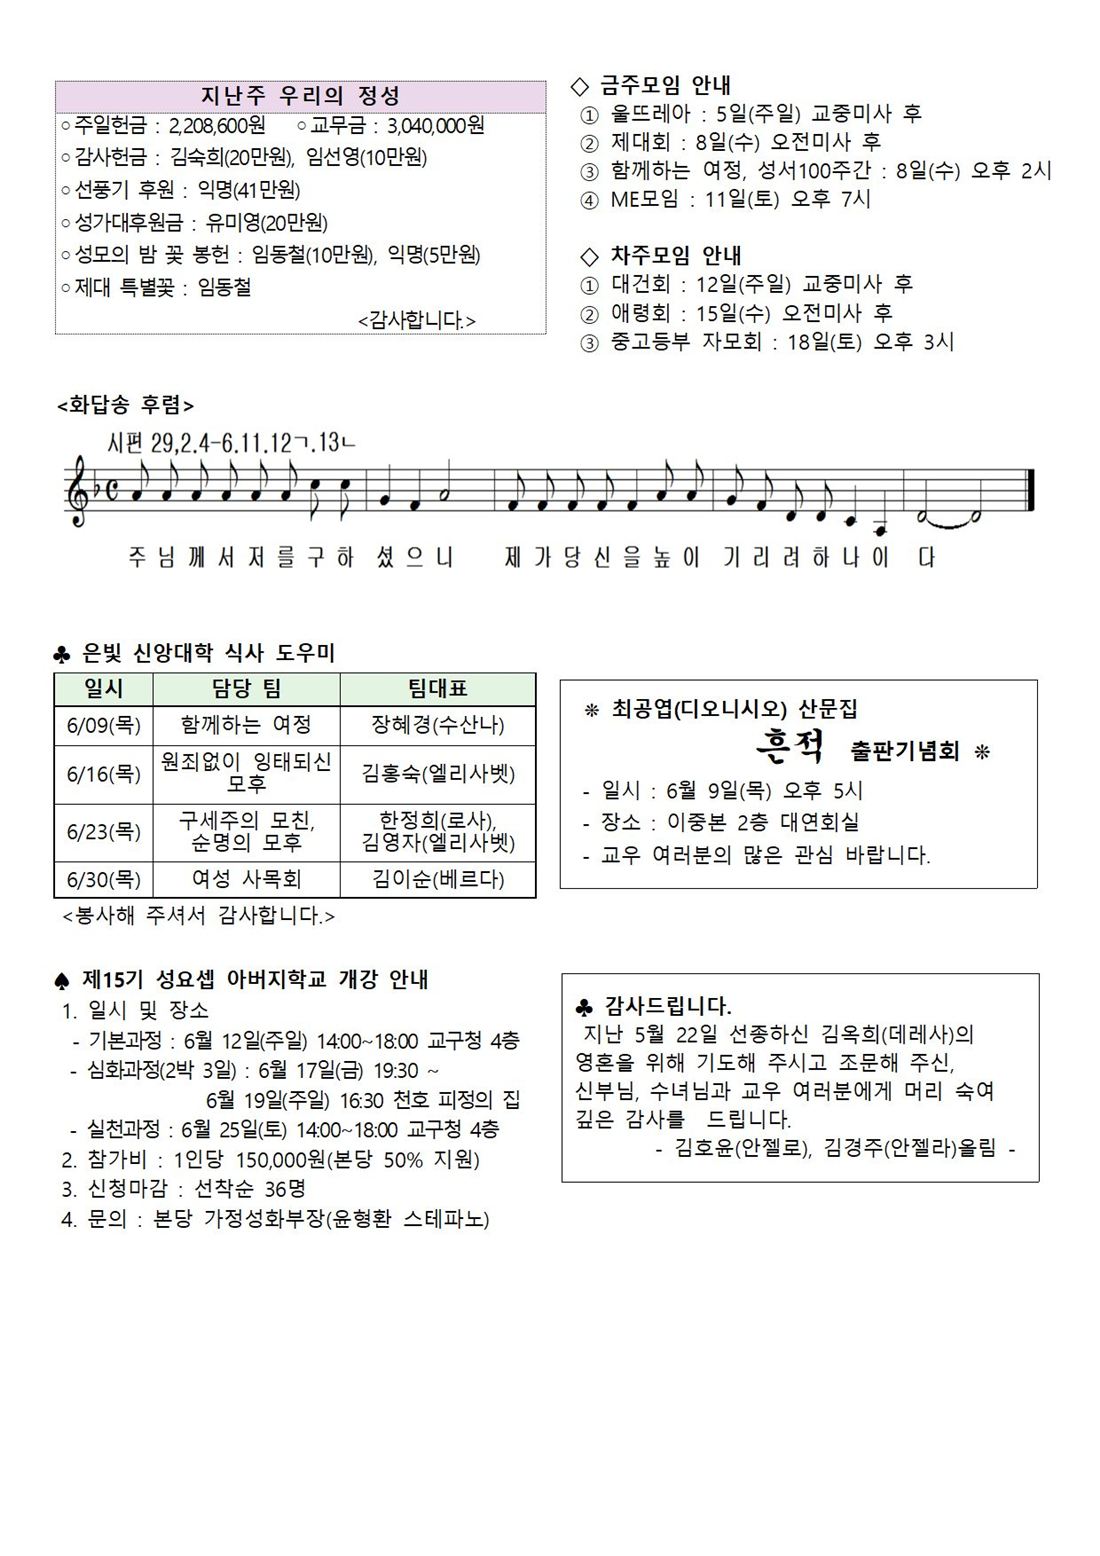 지난주 우리의 정성
○주일헌금 : 2,208,600원 ○교무금 : 3,040,000원
○감사헌금 : 김숙희(20만원), 임선영(10만원)
○선풍기 후원 : 익명(41만원)
○성가대후원금 : 유미영(20만원)
○성모의 밤 꽃 봉헌 : 임동철(10만원), 익명(5만원)
○제대 특별꽃 : 임동철
<감사합니다.>
◇ 금주모임 안내
① 울뜨레아 : 5일(주일) 교중미사 후
② 제대회 : 8일(수) 오전미사 후
③ 함께하는 여정, 성서100주간 : 8일(수) 오후 2시
④ ME모임 : 11일(토) 오후 7시
◇ 차주모임 안내
① 대건회 : 12일(주일) 교중미사 후
② 애령회 : 15일(수) 오전미사 후
③ 중고등부 자모회 : 18일(토) 오후 3시
<화답송 후렴>
시편 29,2.4-6.11.12ㄱ.13ㄴ
주 님 께 서 저 를 구 하 셨 으 니 제 가 당 신 을 높 이 기 리 려 하 나 이 다
♣ 은빛 신앙대학 식사 도우미
일시 담당 팀 팀대표
6/09(목) 함께하는 여정 장혜경(수산나)
6/16(목) 원죄없이 잉태되신 모후 김홍숙(엘리사벳)
6/23(목) 구세주의 모친, 순명의 모후 한정희(로사), 김영자(엘리사벳)
6/30(목) 여성 사목회 김이순(베르다)
<봉사해 주셔서 감사합니다.>
❊ 최공엽(디오니시오) 산문집
흔적 출판기념회 ❊
- 일시 : 6월 9일(목) 오후 5시
- 장소 : 이중본 2층 대연회실
- 교우 여러분의 많은 관심 바랍니다.
♠ 제15기 성요셉 아버지학교 개강 안내
1. 일시 및 장소
- 기본과정 : 6월 12일(주일) 14:00~18:00 교구청 4층
- 심화과정(2박 3일) : 6월 17일(금) 19:30 ~
6월 19일(주일) 16:30 천호 피정의 집
- 실천과정 : 6월 25일(토) 14:00~18:00 교구청 4층
2. 참가비 : 1인당 150,000원(본당 50% 지원)
3. 신청마감 : 선착순 36명
4. 문의 : 본당 가정성화부장(윤형환 스테파노)
♣ 감사드립니다.
지난 5월 22일 선종하신 김옥희(데레사)의
영혼을 위해 기도해 주시고 조문해 주신,
신부님, 수녀님과 교우 여러분에게 머리 숙여
깊은 감사를 드립니다.
- 김호윤(안젤로), 김경주(안젤라)올림 -